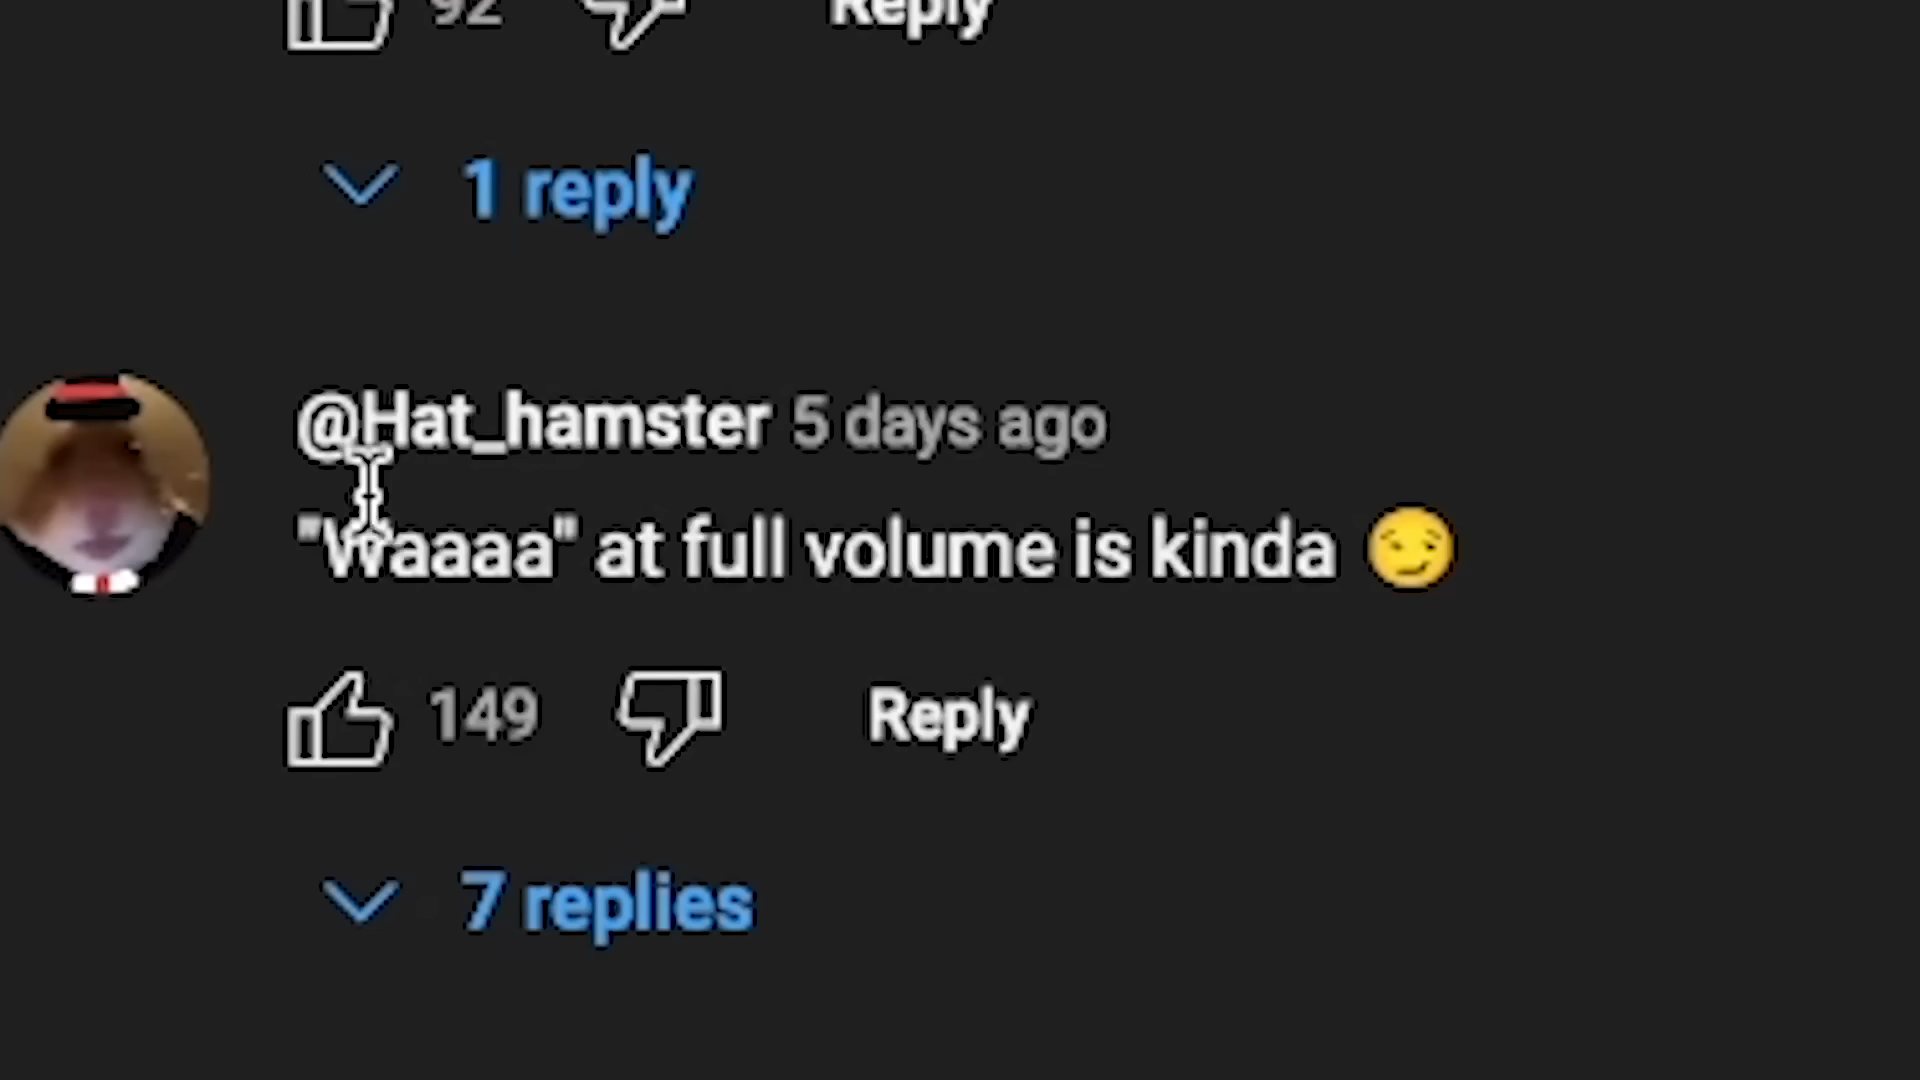 92 Reply
1 reply
@Hat_hamster 5 days ago
"Waaaa" at full volume is kinda 😏
149 Reply
7 replies